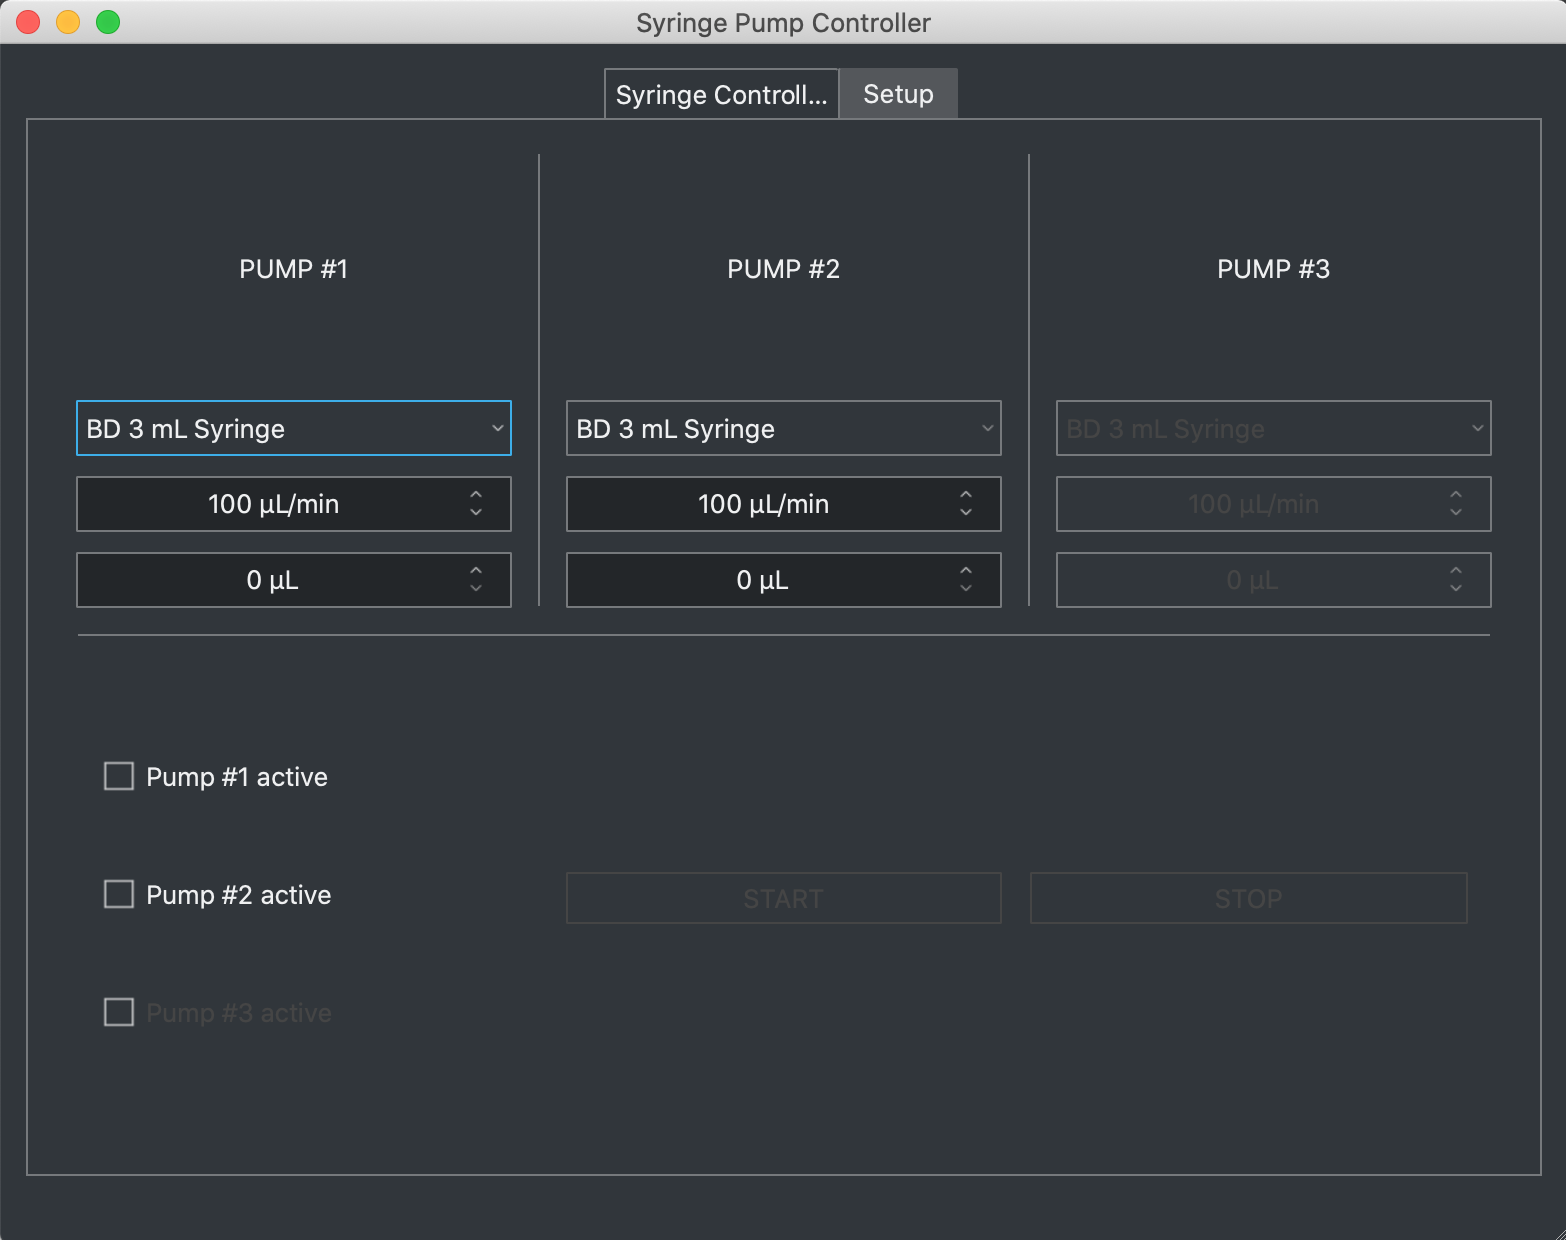 Syringe Pump Controller
Syringe Controll...
Setup
PUMP #1
PUMP #2
PUMP #3
BD 3 mL Syringe
BD 3 mL Syringe
BD 3 mL Syringe
100 µL/min
100 µL/min
100 µL/min
0 µL
0 µL
0 µL
Pump #1 active
Pump #2 active
START
STOP
Pump #3 active